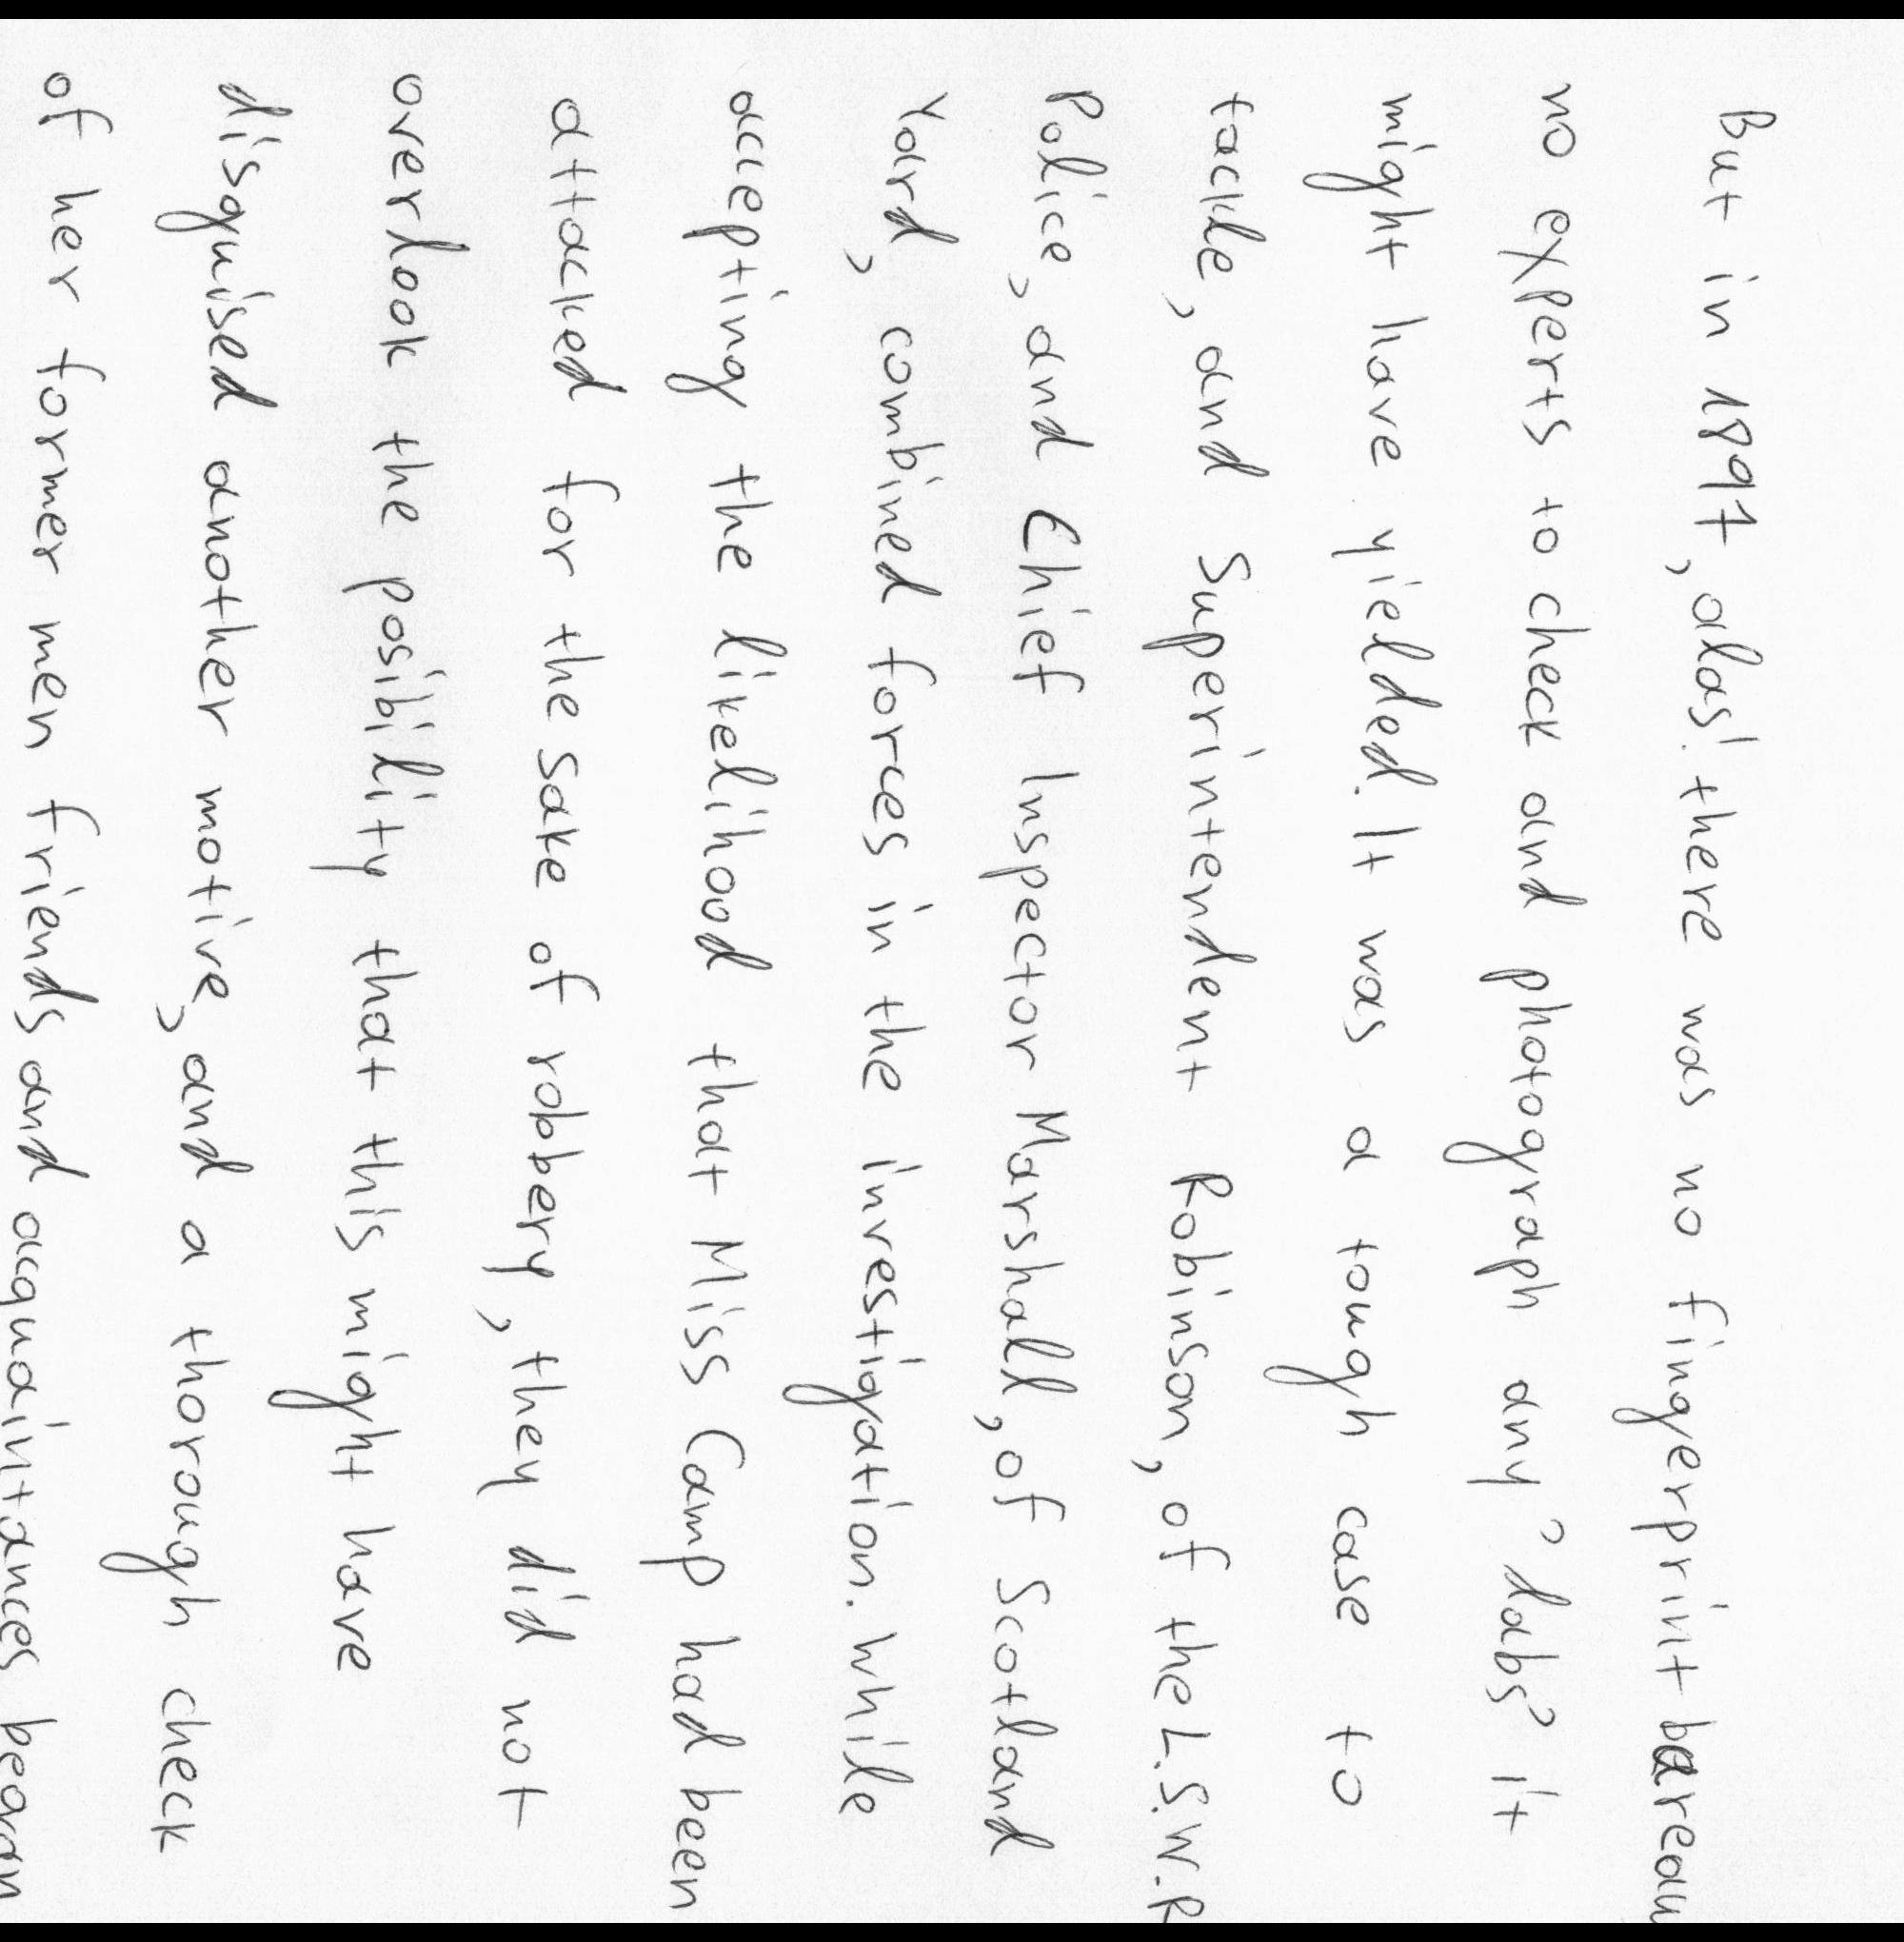 But in 1897, alas! there was no fingerprint bareau
no experts to check and photograph any? dabs? it
might have yielded. It was a tough case to
tackle, and Superintendent Robinson, of the L.S.W.R
Police, and Chief Inspector Marshall, of Scotland
Yard, combined forces in the investigation. While
accepting the likelihood that Miss Camp had been
attacked for the sake of robbery, they did not
overlook the posibility that this might have
disguised another motive, and a thorough check
of her former men friends and acquaintances began